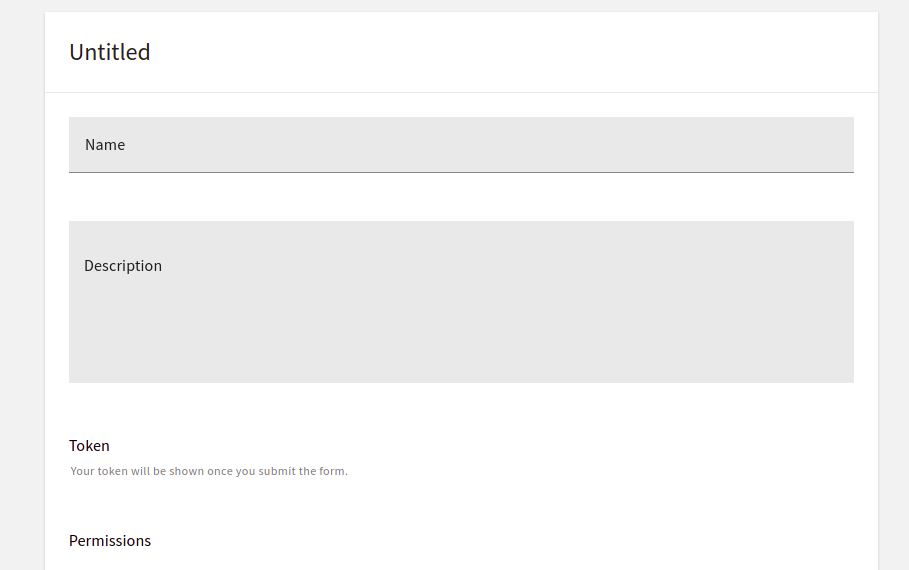 Untitled
Name
Description
Token
Your token will be shown once you submit the form.
Permissions